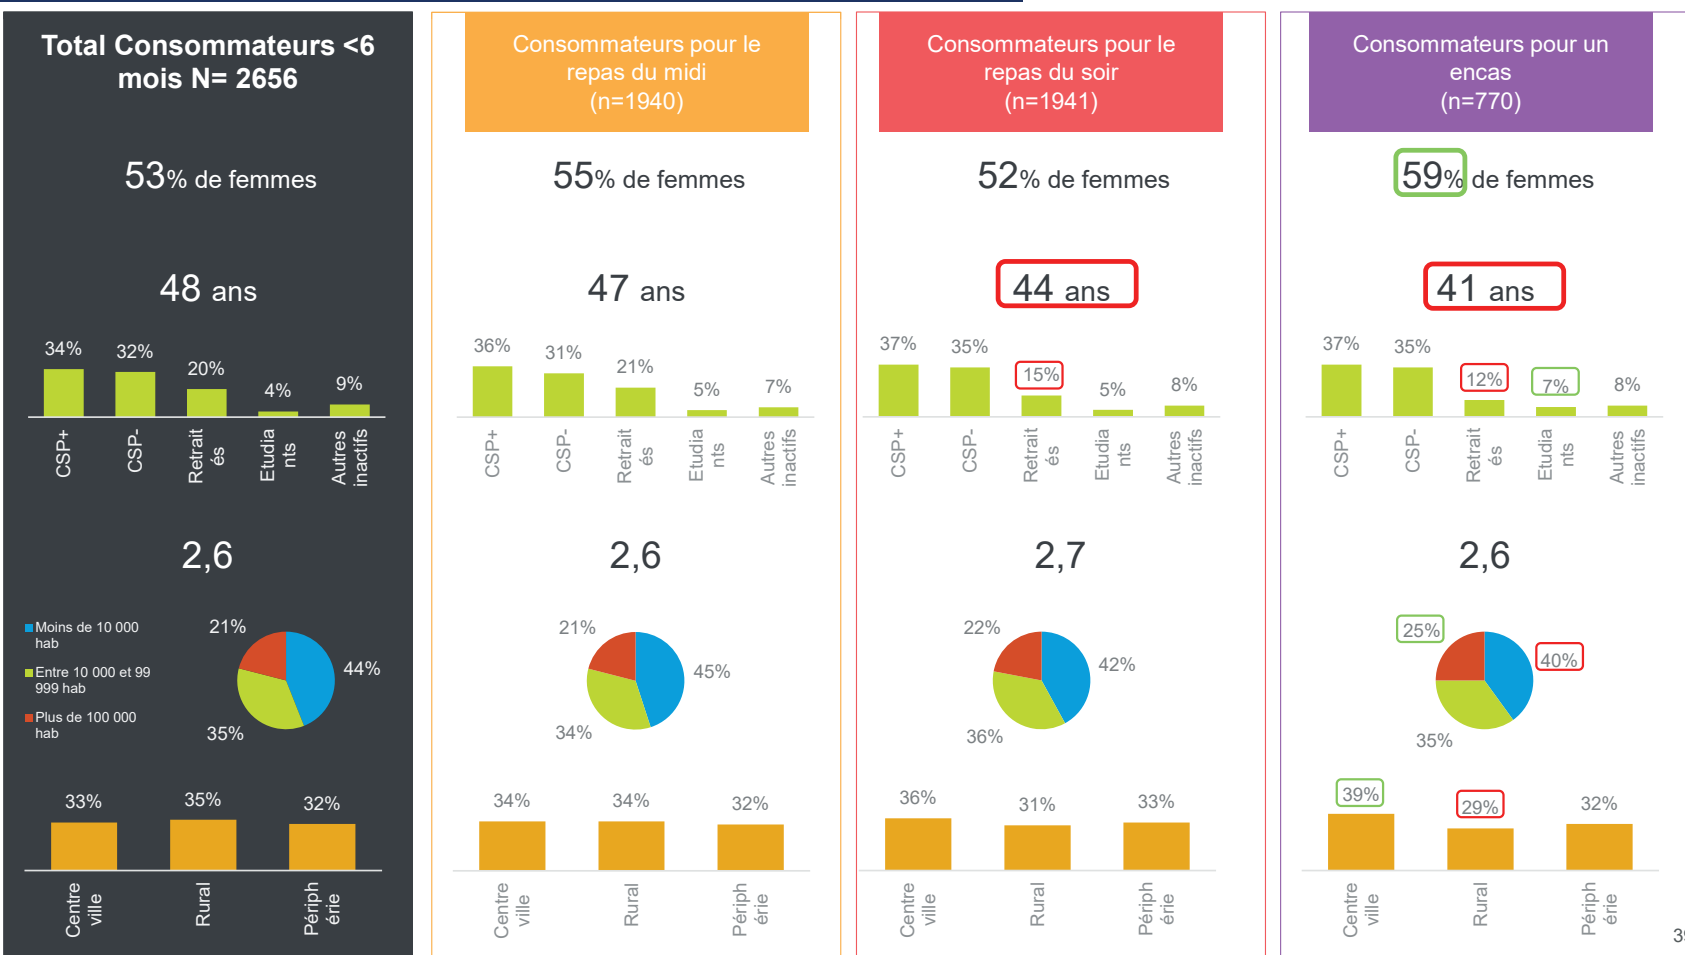 Total Consommateurs <6
mois N= 2656
53% de femmes
48 ans
34%
32%
20%
4%
9%
CSP+
CSP-
Retrait
és
Etudia
nts
Autres
inactifs
2,6
Moins de 10 000
hab
Entre 10 000 et 99
999 hab
Plus de 100 000
hab
21%
44%
35%
33%
35%
32%
Centre
ville
Rural
Périph
érie
Consommateurs pour le
repas du midi
(n=1940)
55% de femmes
47 ans
36%
31%
21%
5%
7%
CSP+
CSP-
Retrait
és
Etudia
nts
Autres
inactifs
2,6
21%
45%
34%
34%
34%
32%
Centre
ville
Rural
Périph
érie
Consommateurs pour le
repas du soir
(n=1941)
52% de femmes
44 ans
37%
35%
15%
5%
8%
CSP+
CSP-
Retrait
és
Etudia
nts
Autres
inactifs
2,7
22%
42%
36%
36%
31%
33%
Centre
ville
Rural
Périph
érie
Consommateurs pour un
encas
(n=770)
59% de femmes
41 ans
37%
35%
12%
7%
8%
CSP+
CSP-
Retrait
és
Etudia
nts
Autres
inactifs
2,6
25%
40%
35%
39%
29%
32%
Centre
ville
Rural
Périph
érie